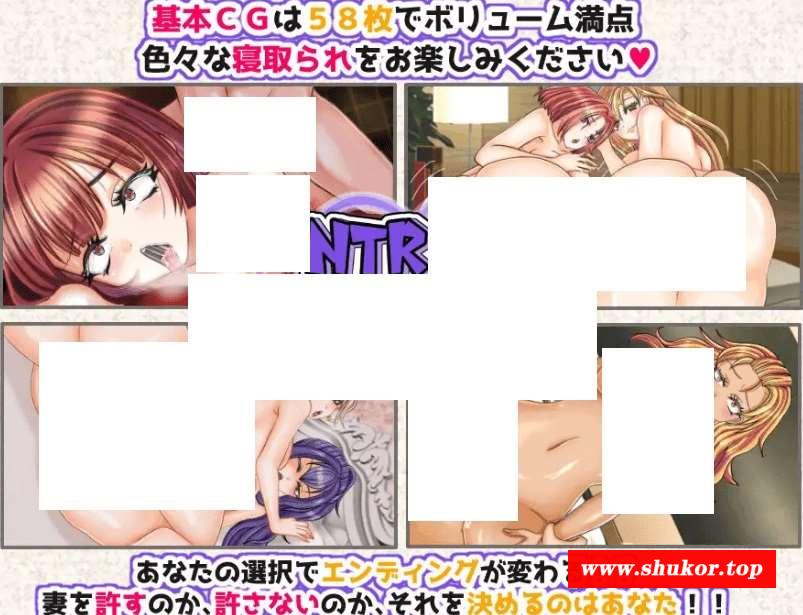 基本ＣＧは５８枚でボリューム満点
色々な寝取られをお楽しみください♥
NTR
あなたの選択でエンディングが変わ
www.shukor.top
妻を許すのか、許さないのか、それを決めるのはあなた！！